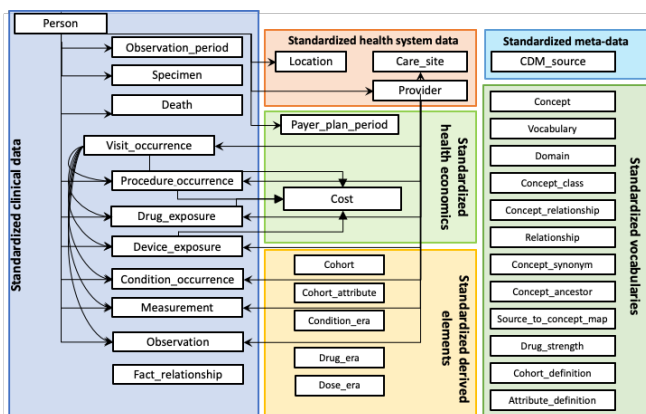 Person
Standardized clinical data
Observation_period
Specimen
Death
Visit_occurrence
Procedure_occurrence
Drug_exposure
Device_exposure
Condition_occurrence
Measurement
Observation
Fact_relationship
Standardized health system data
Location
Care_site
Provider
Payer_plan_period
Cost
Standardized
health economics
Cohort
Cohort_attribute
Condition_era
Drug_era
Dose_era
Standardized derived
elements
Standardized meta-data
CDM_source
Concept
Vocabulary
Domain
Concept_class
Concept_relationship
Relationship
Concept_synonym
Concept_ancestor
Source_to_concept_map
Drug_strength
Cohort_definition
Attribute_definition
Standardized vocabularies